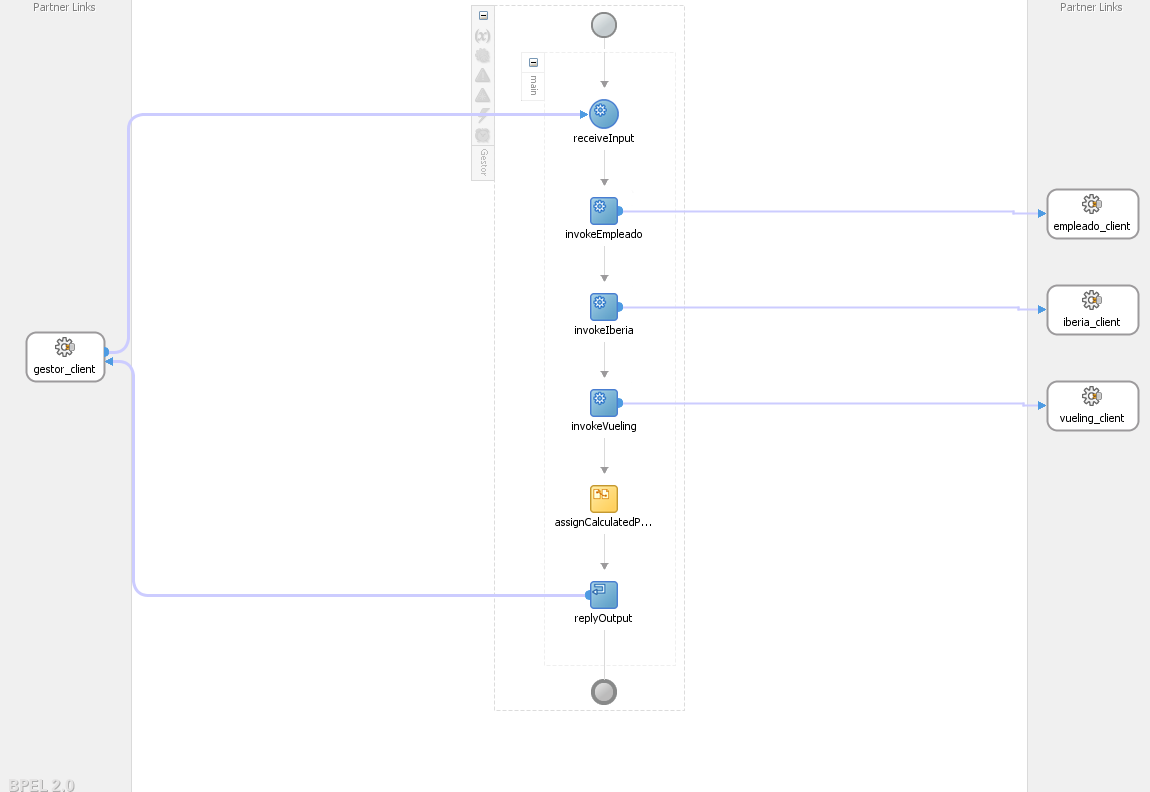 Partner Links
Partner Links
(x)
main
receiveInput
Gestor
invokeEmpleado
empleado_client
invokeIberia
iberia_client
gestor_client
invokeVueling
vueling_client
assignCalculatedP...
replyOutput
BPEL 2.0